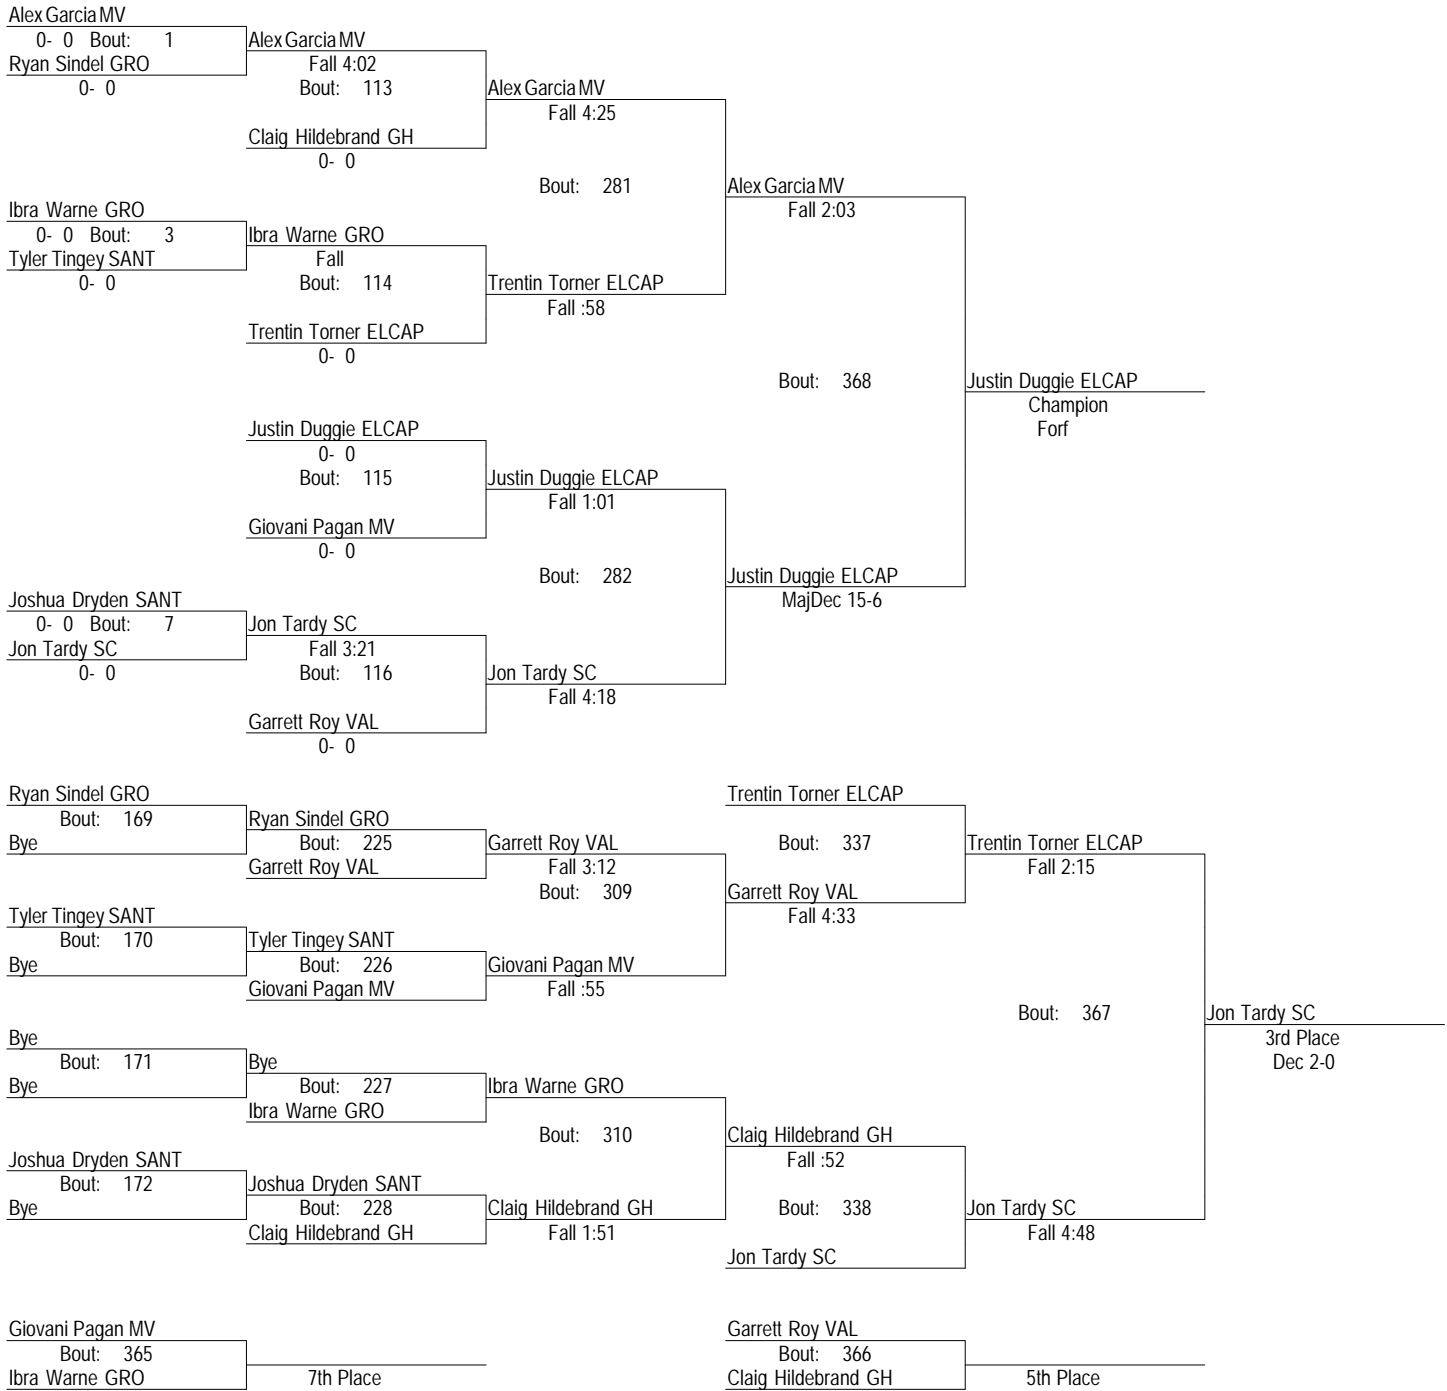 Alex Garcia MV
0- 0 Bout: 1 Alex Garcia MV
Ryan Sindel GRO Fall 4:02
0- 0 Bout: 113 Alex Garcia MV
Fall 4:25
Claig Hildebrand GH
0- 0
Bout: 281 Alex Garcia MV
Ibra Warne GRO Fall 2:03
0- 0 Bout: 3 Ibra Warne GRO
Tyler Tingey SANT Fall
0- 0 Bout: 114 Trentin Torner ELCAP
Fall :58
Trentin Torner ELCAP
0- 0
Bout: 368 Justin Duggie ELCAP
Champion
Justin Duggie ELCAP Forf
0- 0
Bout: 115 Justin Duggie ELCAP
Fall 1:01
Giovani Pagan MV
0- 0
Bout: 282 Justin Duggie ELCAP
Joshua Dryden SANT MajDec 15-6
0- 0 Bout: 7 Jon Tardy SC
Jon Tardy SC Fall 3:21
0- 0 Bout: 116 Jon Tardy SC
Fall 4:18
Garrett Roy VAL
0- 0
Ryan Sindel GRO Trentin Torner ELCAP
Bout: 169 Ryan Sindel GRO
Bye Bout: 225 Garrett Roy VAL Bout: 337 Trentin Torner ELCAP
Garrett Roy VAL Fall 3:12 Fall 2:15
Bout: 309 Garrett Roy VAL
Tyler Tingey SANT Fall 4:33
Bout: 170 Tyler Tingey SANT
Bye Bout: 226 Giovani Pagan MV
Giovani Pagan MV Fall :55
Bout: 367 Jon Tardy SC
Bye 3rd Place
Bout: 171 Bye Dec 2-0
Bye Bout: 227 Ibra Warne GRO
Ibra Warne GRO
Bout: 310 Claig Hildebrand GH
Joshua Dryden SANT Fall :52
Bout: 172 Joshua Dryden SANT
Bye Bout: 228 Claig Hildebrand GH Bout: 338 Jon Tardy SC
Claig Hildebrand GH Fall 1:51 Fall 4:48
Jon Tardy SC
Giovani Pagan MV Garrett Roy VAL
Bout: 365 Bout: 366
Ibra Warne GRO 7th Place Claig Hildebrand GH 5th Place